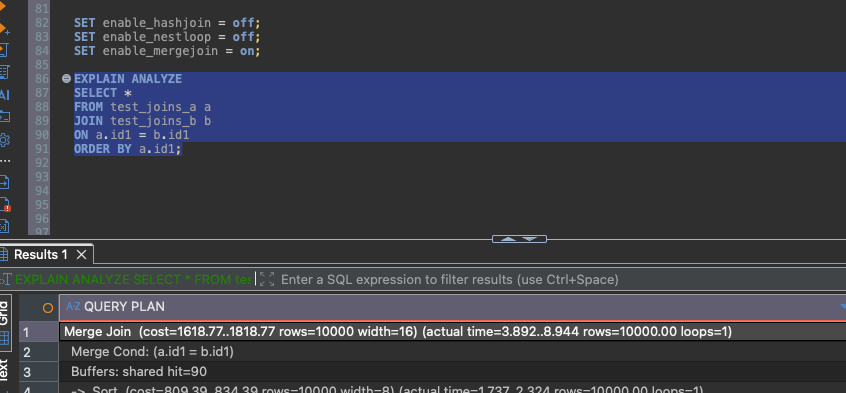 81
82 SET enable_hashjoin = off;
83 SET enable_nestloop = off;
84 SET enable_mergejoin = on;
85
86 EXPLAIN ANALYZE
87 SELECT *
88 FROM test_joins_a a
89 JOIN test_joins_b b
90 ON a.id1 = b.id1
91 ORDER BY a.id1;
92
93
94
95
96
97
AI
Results 1
EXPLAIN ANALYZE SELECT * FROM tes
Enter a SQL expression to filter results (use Ctrl+Space)
Grid
A-Z QUERY PLAN
1 Merge Join (cost=1618.77..1818.77 rows=10000 width=16) (actual time=3.892..8.944 rows=10000.00 loops=1)
2 Merge Cond: (a.id1 = b.id1)
Text
3 Buffers: shared hit=90
4 -> Sort (cost=809.39..834.39 rows=10000 width=8) (actual time=1.737..2.324 rows=10000.00 loops=1)